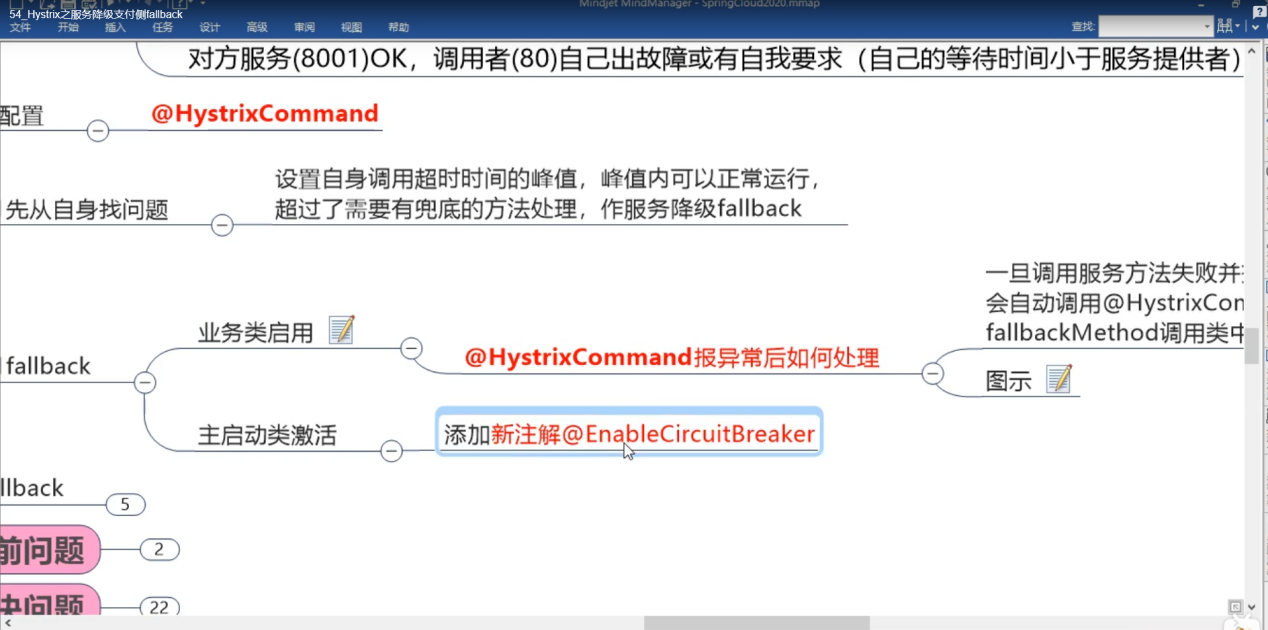 54_Hystrix之服务降级支付侧fallback
Mindjet MindManager - SpringCloud2020.mmap
文件 开始 插入 任务 设计 高级 审阅 视图 帮助 查找:
对方服务(8001)OK，调用者(80)自己出故障或有自我要求（自己的等待时间小于服务提供者）
配置
@HystrixCommand
先从自身找问题
设置自身调用超时时间的峰值，峰值内可以正常运行，
超过了需要有兜底的方法处理，作服务降级fallback
fallback
业务类启用
@HystrixCommand报异常后如何处理
一旦调用服务方法失败并
会自动调用@HystrixCom
fallbackMethod调用类中
图示
主启动类激活
添加新注解@EnableCircuitBreaker
llback
5
前问题
2
决问题
22